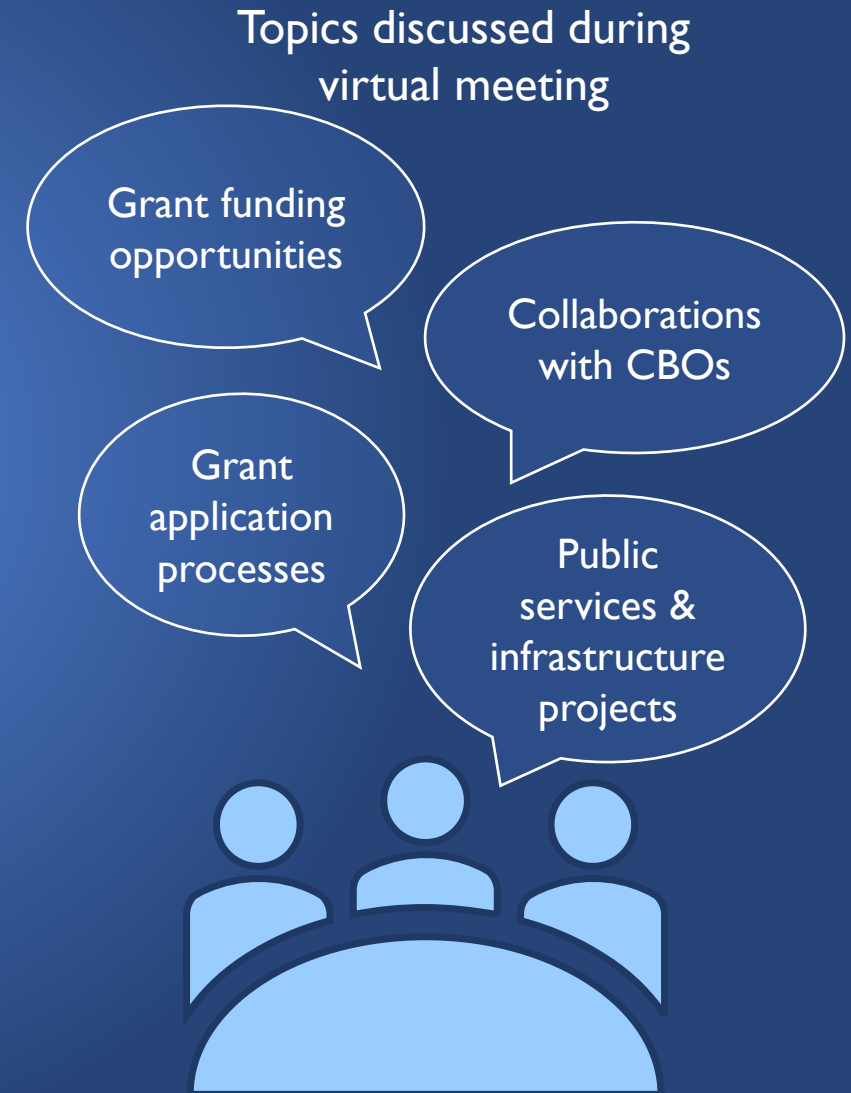 Topics discussed during
virtual meeting
Grant funding
opportunities
Collaborations
with CBOs
Grant
application
processes
Public
services &
infrastructure
projects